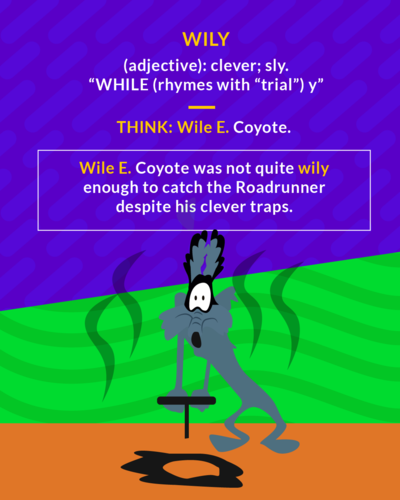 WILY
(adjective): clever; sly.
“WHILE (rhymes with “trial”) y”
THINK: Wile E. Coyote.
Wile E. Coyote was not quite wily
enough to catch the Roadrunner
despite his clever traps.